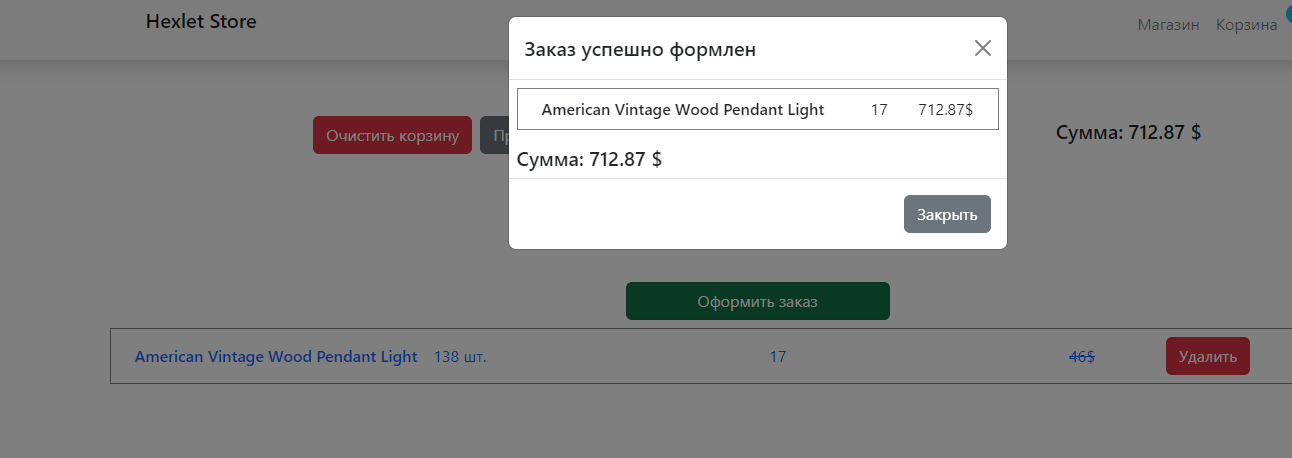 Hexlet Store
Магазин Корзина
Заказ успешно формлен
American Vintage Wood Pendant Light 17 712.87$
Сумма: 712.87 $
Закрыть
Очистить корзину
Сумма: 712.87 $
Оформить заказ
American Vintage Wood Pendant Light 138 шт. 17 46$ Удалить